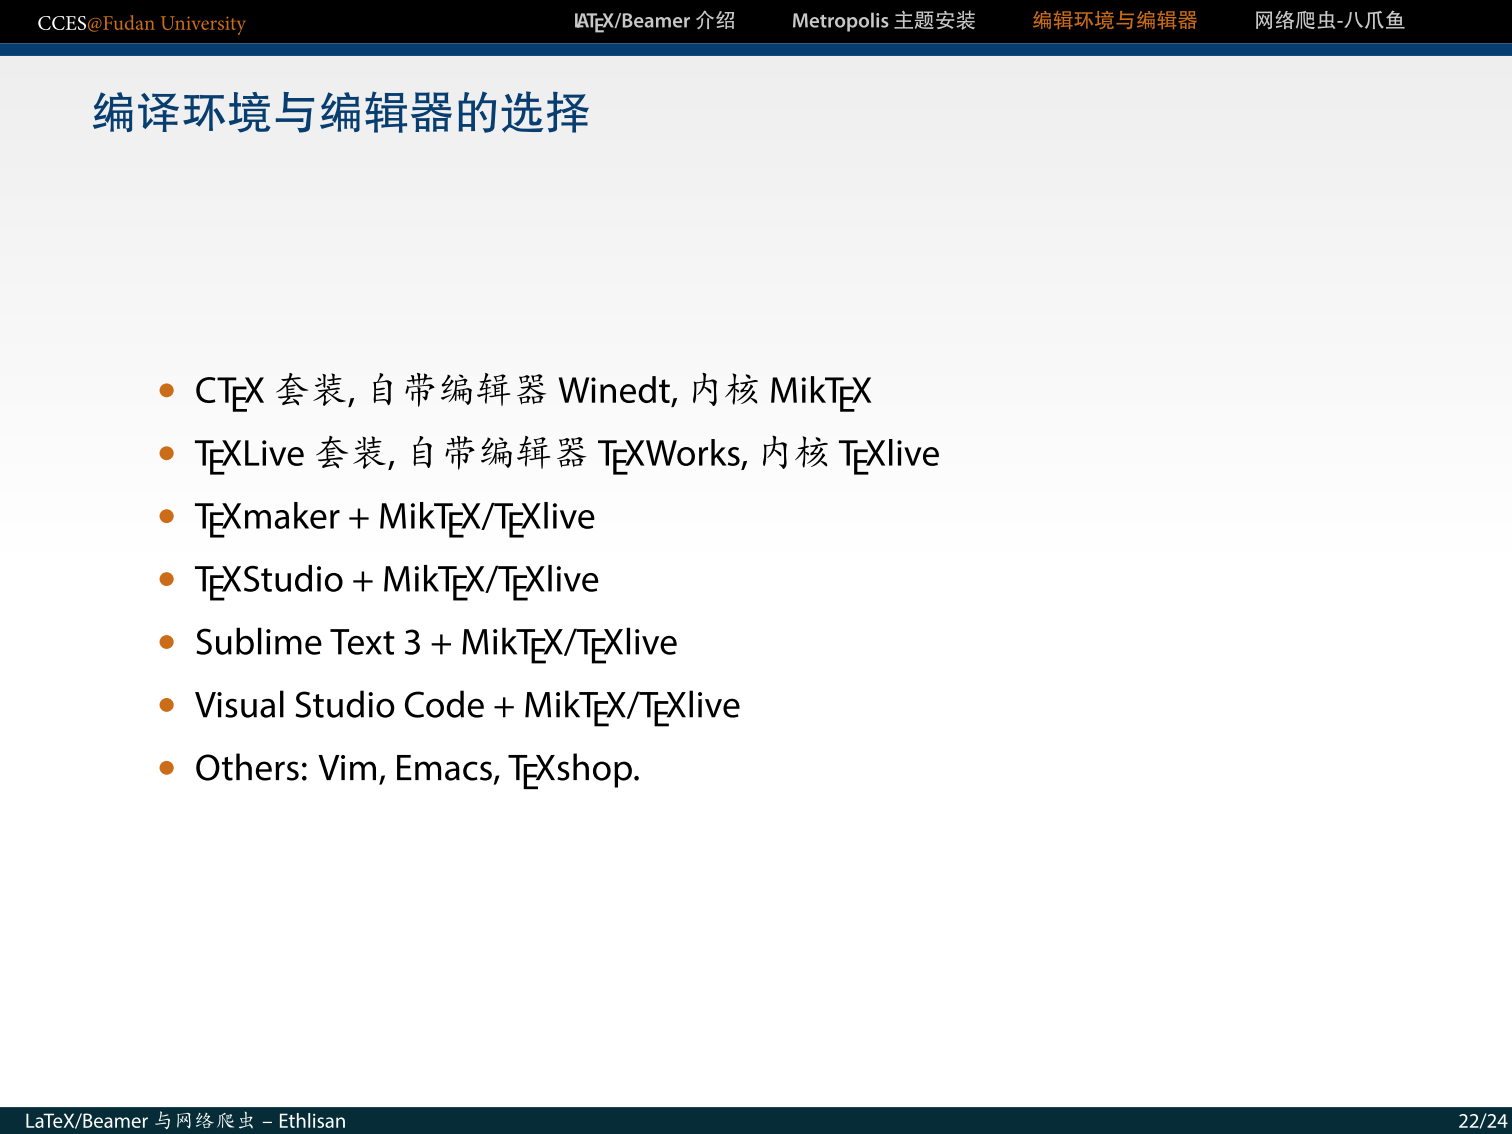 CCES@Fudan University LaTeX/Beamer 介绍 Metropolis 主题安装 编辑环境与编辑器 网络爬虫-八爪鱼
编译环境与编辑器的选择
• CTeX 套装, 自带编辑器 Winedt, 内核 MikTeX
• TeXLive 套装, 自带编辑器 TeXWorks, 内核 TeXlive
• TeXmaker + MikTeX/TeXlive
• TeXStudio + MikTeX/TeXlive
• Sublime Text 3 + MikTeX/TeXlive
• Visual Studio Code + MikTeX/TeXlive
• Others: Vim, Emacs, TeXshop.
LaTeX/Beamer 与网络爬虫 – Ethlisan 22/24